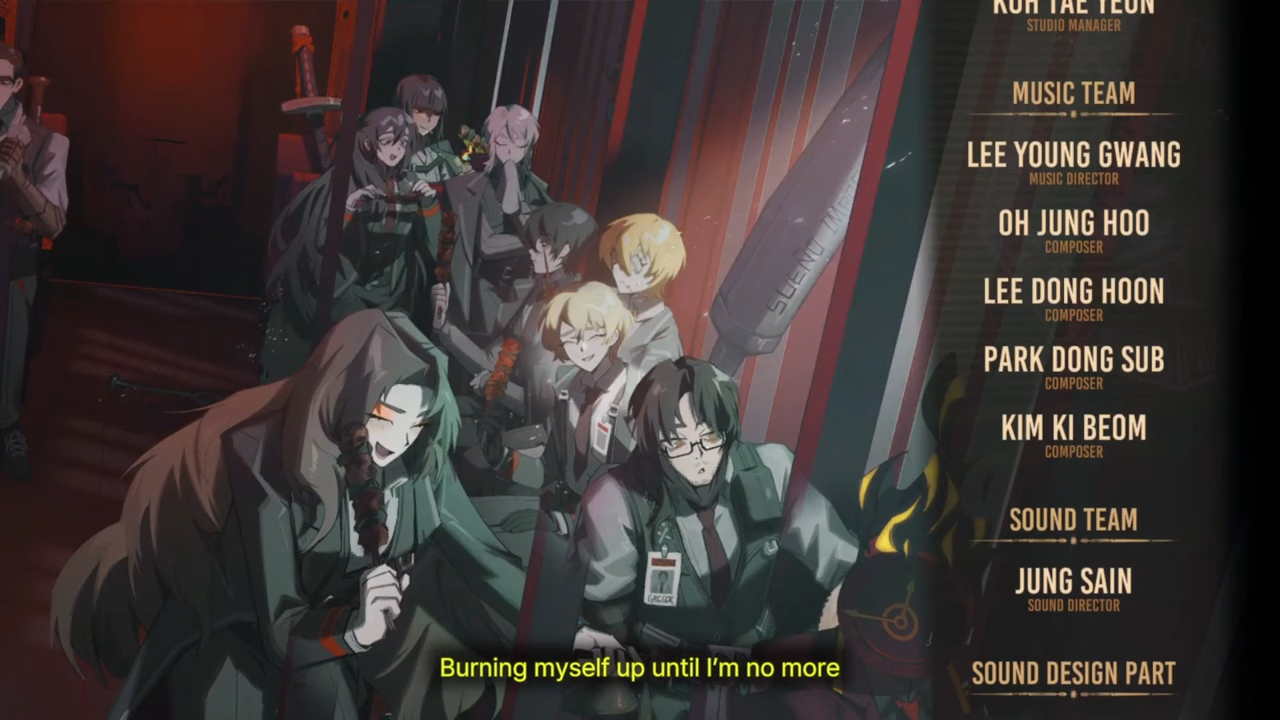 KOH TAE YEON
STUDIO MANAGER
MUSIC TEAM
LEE YOUNG GWANG
MUSIC DIRECTOR
OH JUNG HOO
COMPOSER
LEE DONG HOON
COMPOSER
PARK DONG SUB
COMPOSER
KIM KI BEOM
COMPOSER
SOUND TEAM
JUNG SAIN
SOUND DIRECTOR
SOUND DESIGN PART
GREGOR
Burning myself up until I'm no more